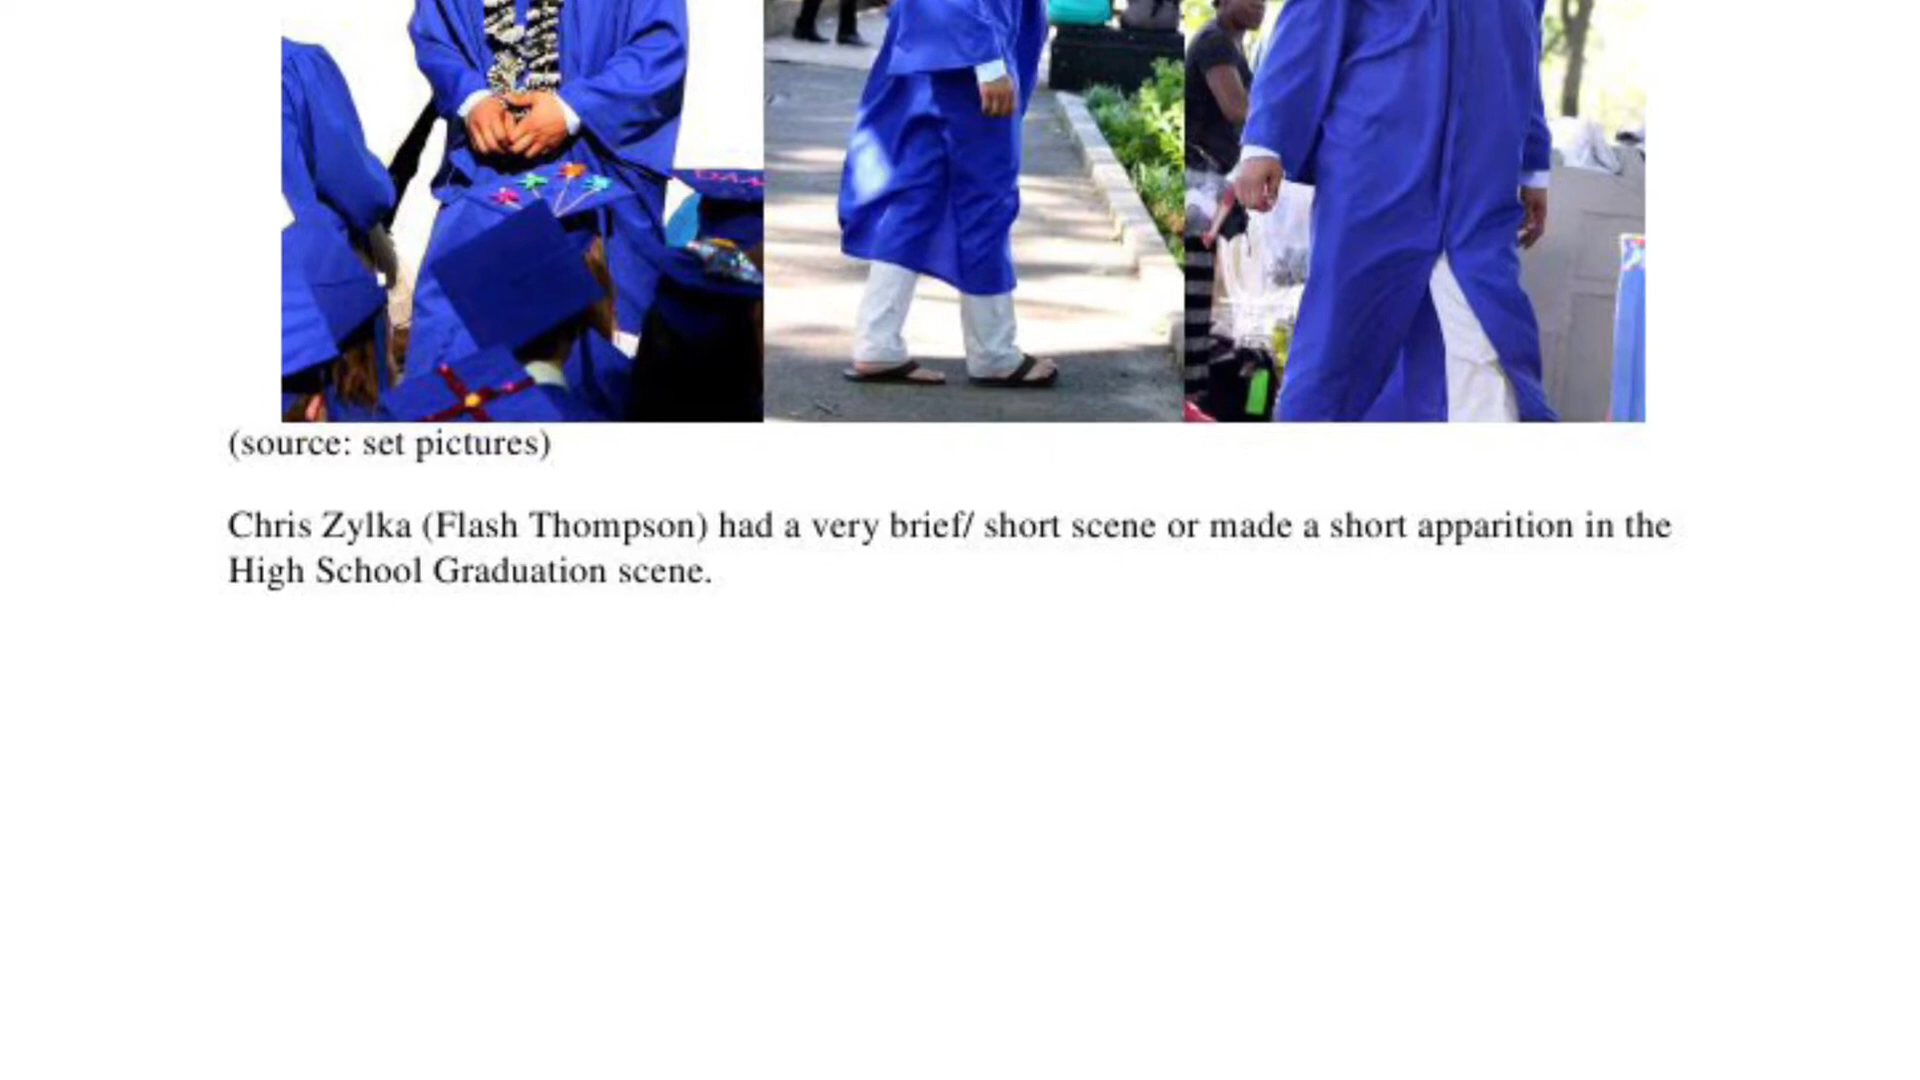 (source: set pictures)
Chris Zylka (Flash Thompson) had a very brief/ short scene or made a short apparition in the
High School Graduation scene.